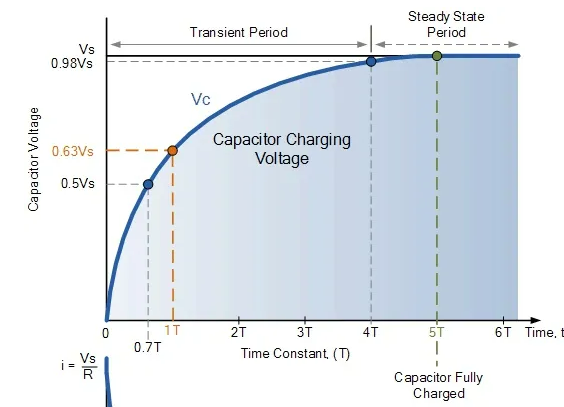 Steady State
Transient Period
Period
Vs
0.98Vs
Vc
Capacitor Charging
Voltage
0.63Vs
0.5Vs
Capacitor Voltage
0
0.7T
1T
2T
3T
4T
5T
6T
Time, t
Time Constant, (T)
i = Vs
R
Capacitor Fully
Charged